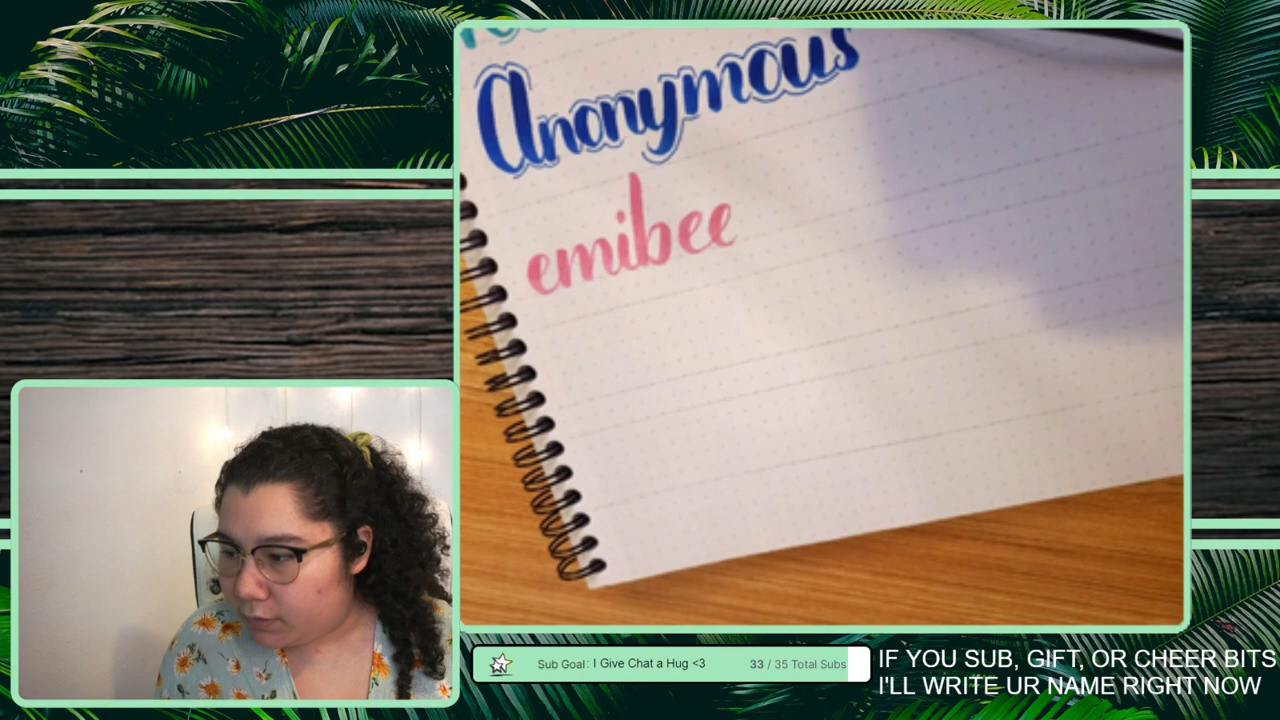 Anonymous
emibee
Sub Goal: I Give Chat a Hug <3 33 / 35 Total Subs
IF YOU SUB, GIFT, OR CHEER BITS
I'LL WRITE UR NAME RIGHT NOW